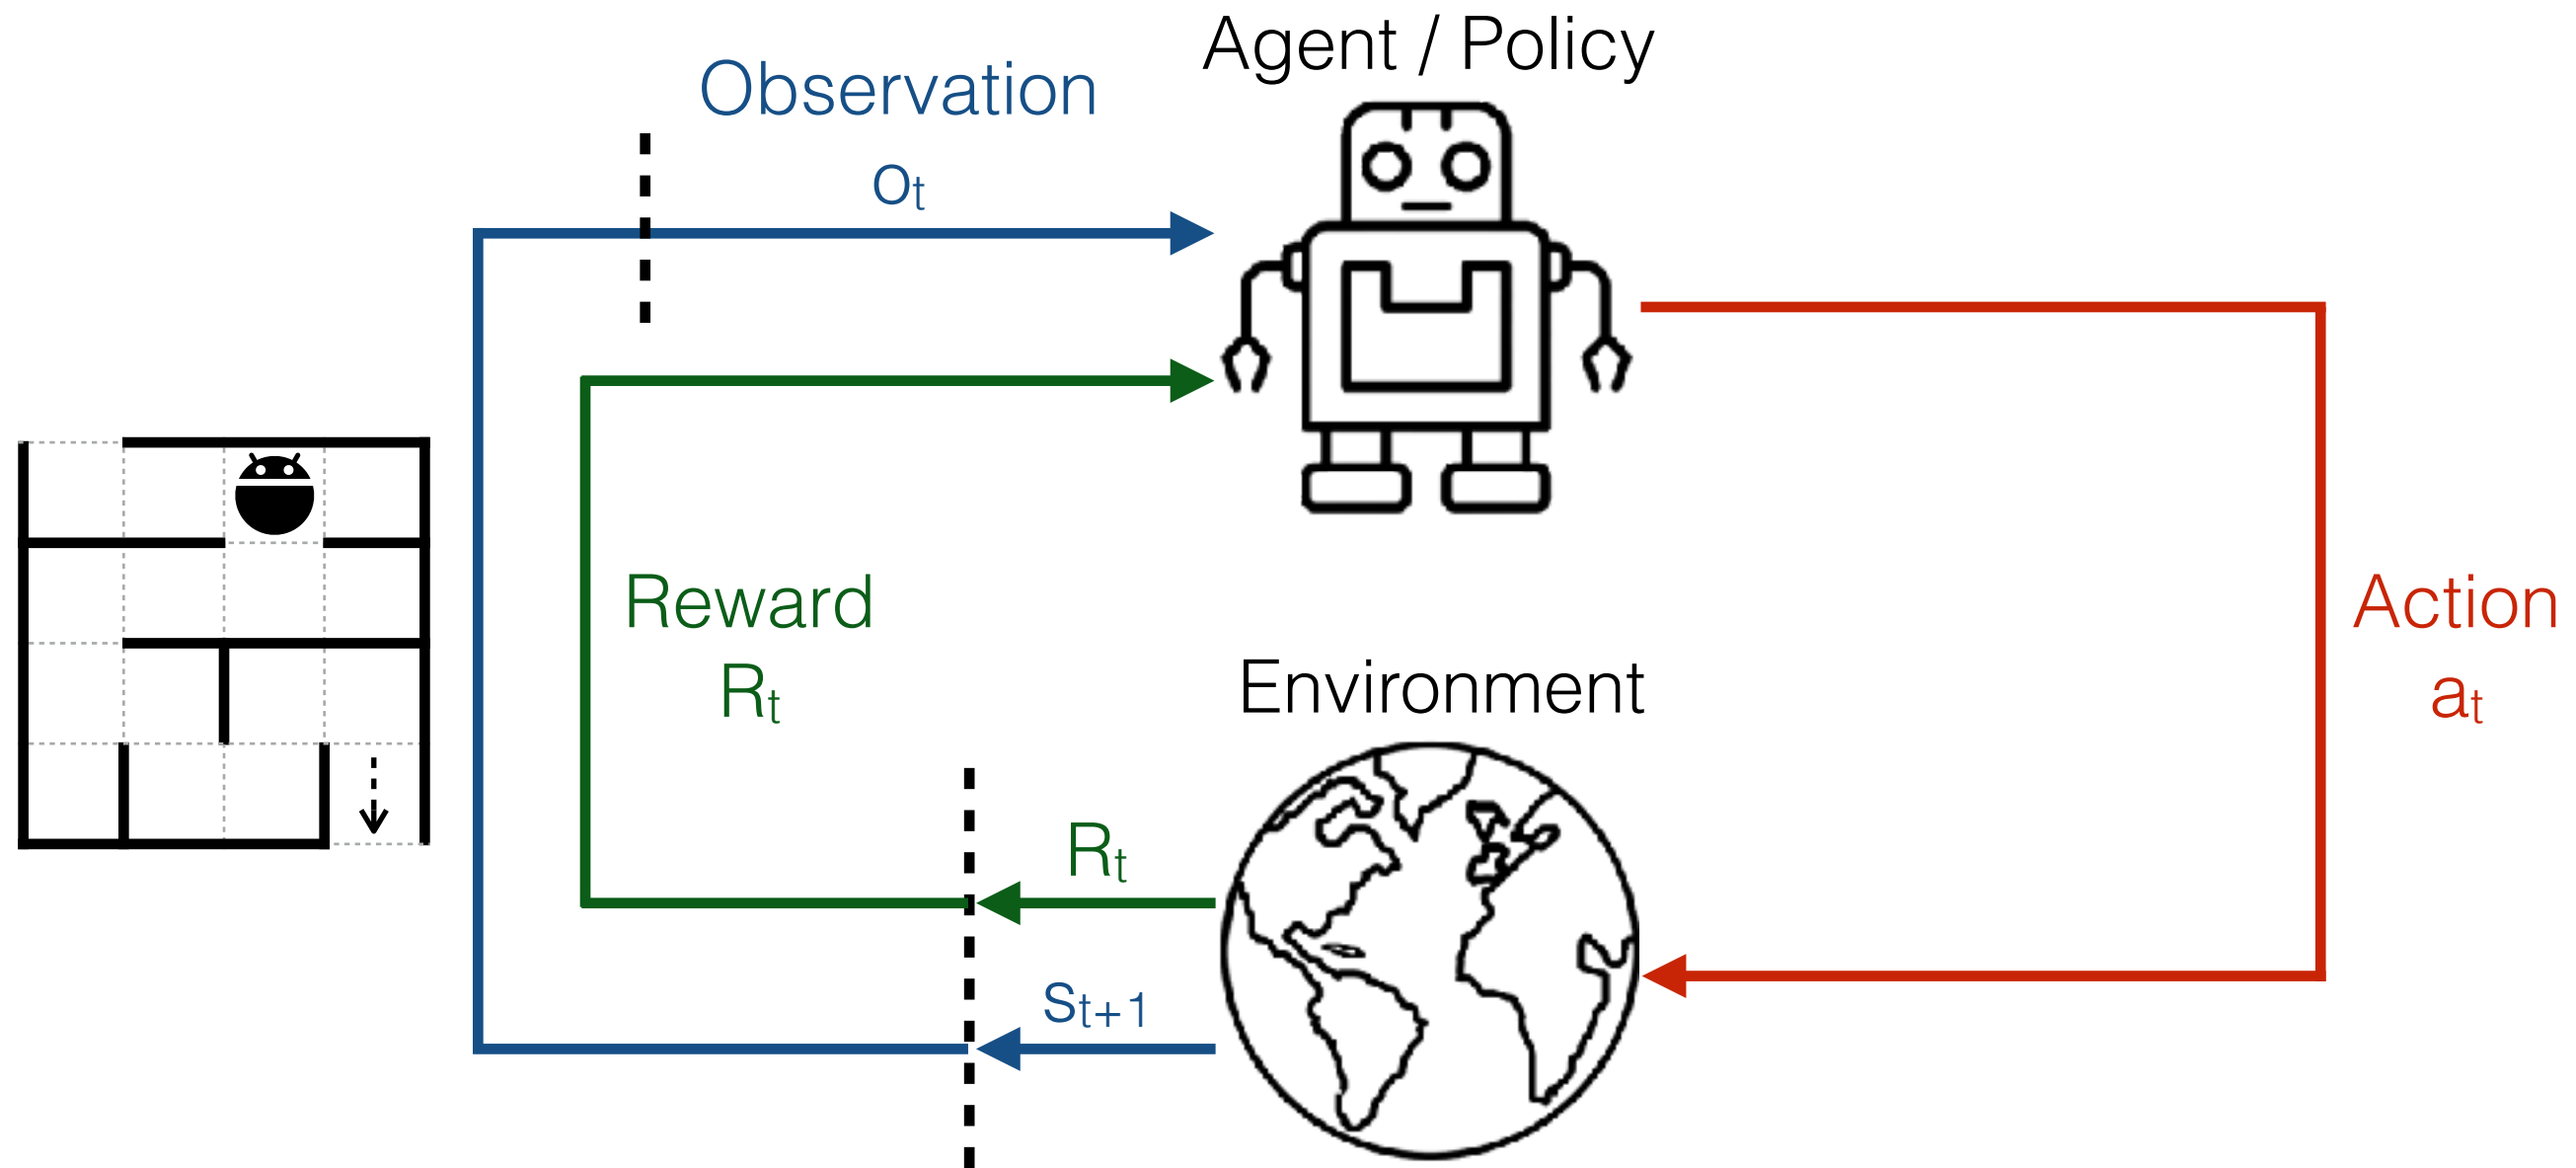 Agent / Policy
Observation
oₜ
Reward
Rₜ
Action
aₜ
Environment
Rₜ
sₜ₊₁